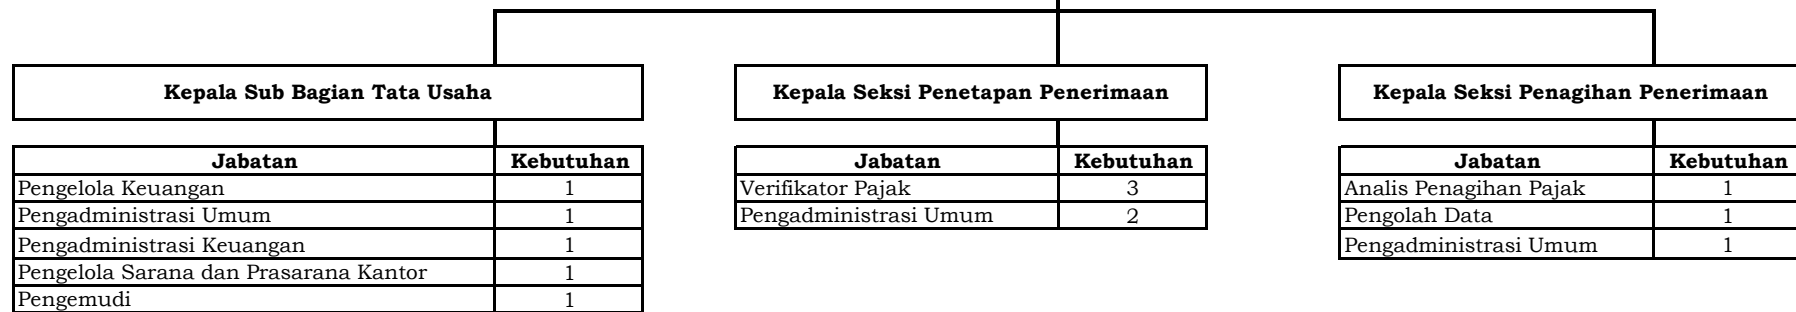 Kepala Sub Bagian Tata Usaha
Jabatan Kebutuhan
Pengelola Keuangan 1
Pengadministrasi Umum 1
Pengadministrasi Keuangan 1
Pengelola Sarana dan Prasarana Kantor 1
Pengemudi 1
Kepala Seksi Penetapan Penerimaan
Jabatan Kebutuhan
Verifikator Pajak 3
Pengadministrasi Umum 2
Kepala Seksi Penagihan Penerimaan
Jabatan Kebutuhan
Analis Penagihan Pajak 1
Pengolah Data 1
Pengadministrasi Umum 1